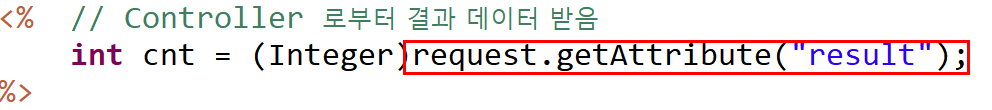 <%  // Controller 로부터 결과 데이터 받음
int cnt = (Integer)request.getAttribute("result");
%>